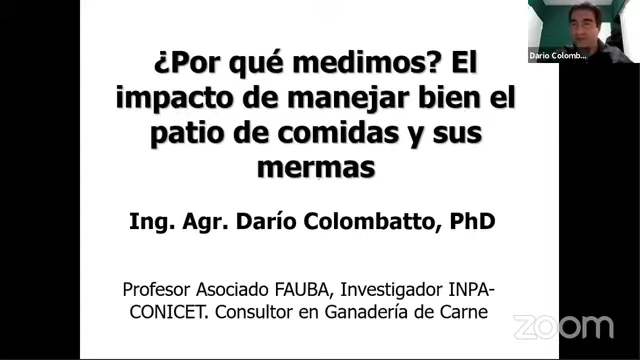 ¿Por qué medimos? El
impacto de manejar bien el
patio de comidas y sus
mermas
Ing. Agr. Darío Colombatto, PhD
Profesor Asociado FAUBA, Investigador INPA-
CONICET. Consultor en Ganadería de Carne
Dario Colomb...
zoom